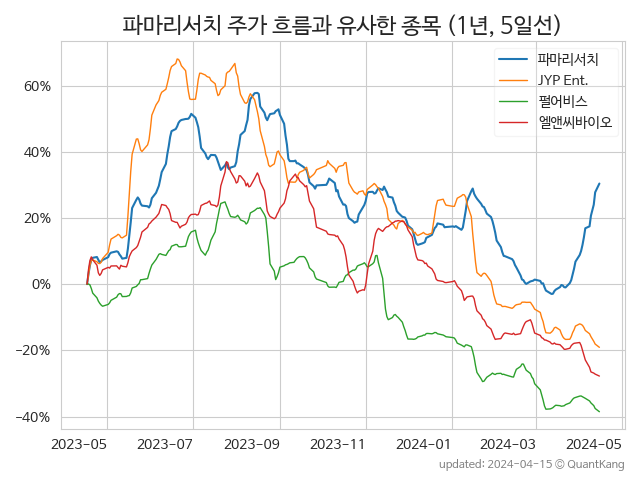 파마리서치 주가 흐름과 유사한 종목 (1년, 5일선)
파마리서치
JYP Ent.
펄어비스
엘앤씨바이오
60%
40%
20%
0%
−20%
−40%
2023-05 2023-07 2023-09 2023-11 2024-01 2024-03 2024-05
updated: 2024-04-15 © QuantKang